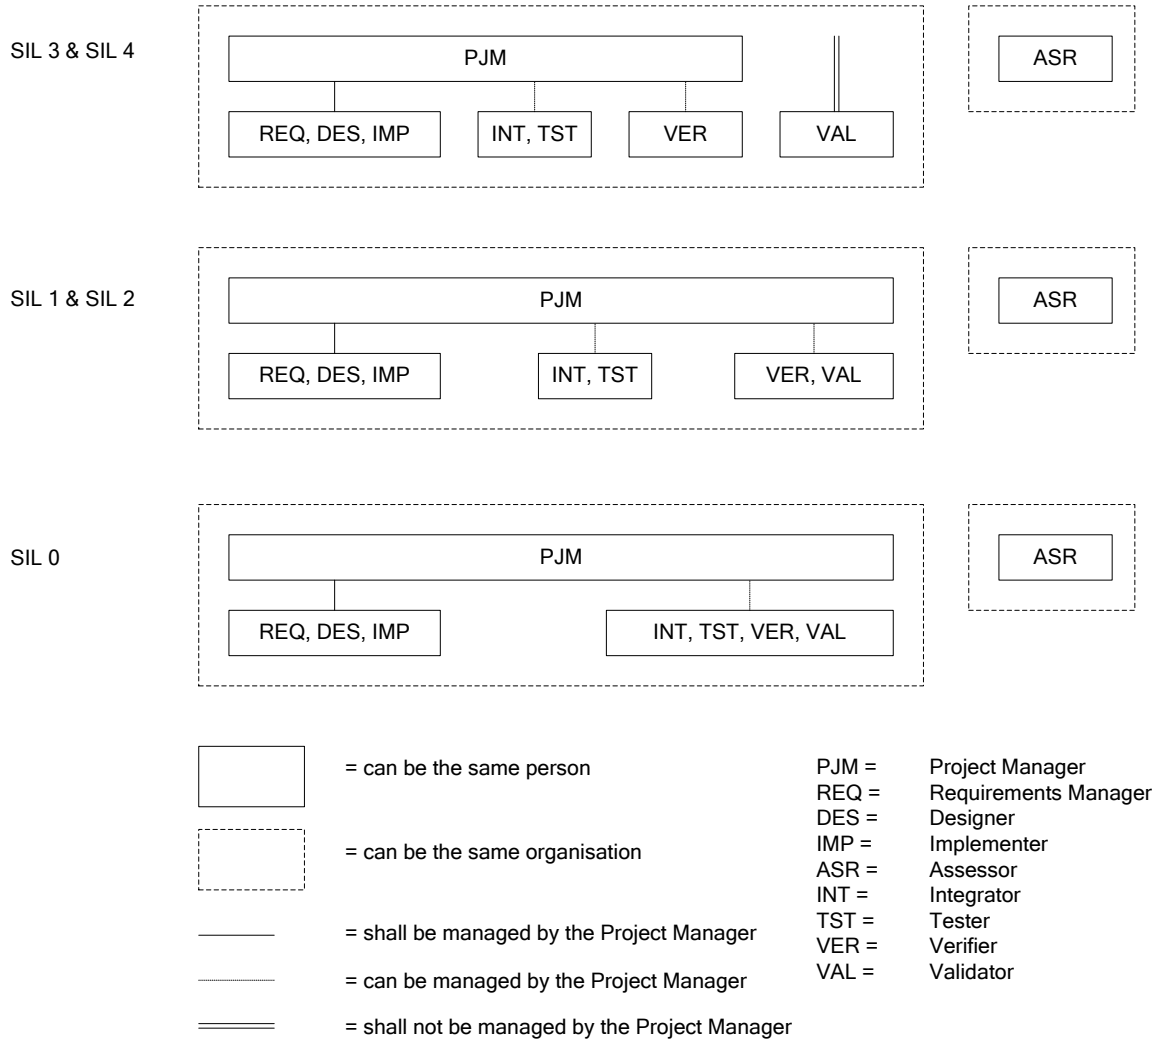 SIL 3 & SIL 4
PJM
ASR
REQ, DES, IMP
INT, TST
VER
VAL
SIL 1 & SIL 2
PJM
ASR
REQ, DES, IMP
INT, TST
VER, VAL
SIL 0
PJM
ASR
REQ, DES, IMP
INT, TST, VER, VAL
= can be the same person
= can be the same organisation
= shall be managed by the Project Manager
= can be managed by the Project Manager
= shall not be managed by the Project Manager
PJM = Project Manager
REQ = Requirements Manager
DES = Designer
IMP = Implementer
ASR = Assessor
INT = Integrator
TST = Tester
VER = Verifier
VAL = Validator